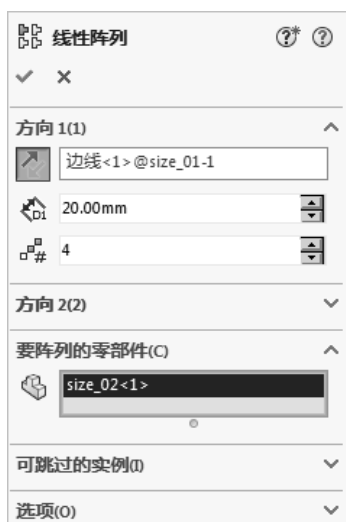 线性阵列
方向 1(1)
边线<1>@size_01-1
D1 20.00mm
# 4
方向 2(2)
要阵列的零部件(C)
size_02<1>
可跳过的实例(I)
选项(O)